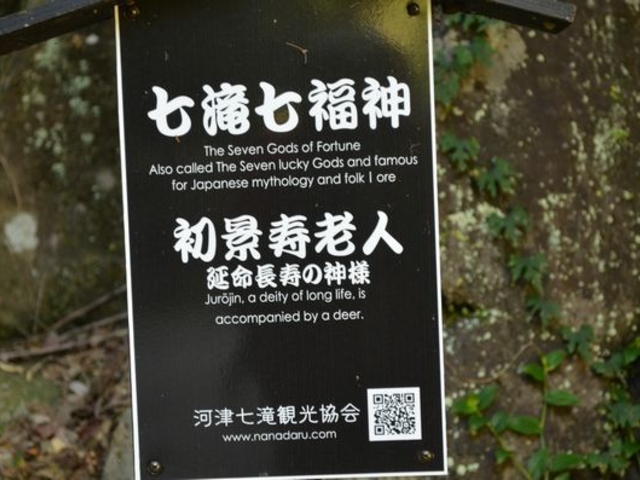 七滝七福神
The Seven Gods of Fortune
Also called The Seven lucky Gods and famous
for Japanese mythology and folk l ore
初景寿老人
延命長寿の神様
Jurōjin, a deity of long life, is
accompanied by a deer.
河津七滝観光協会
www.nanadaru.com